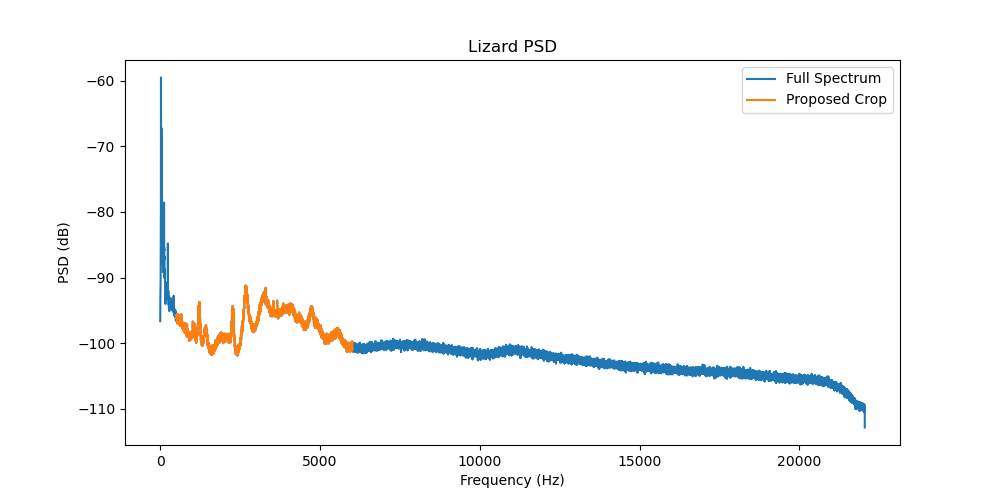 Lizard PSD
Full Spectrum
Proposed Crop
PSD (dB)
−60
−70
−80
−90
−100
−110
0
5000
10000
15000
20000
Frequency (Hz)